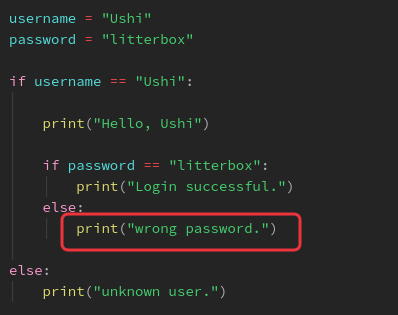 username = "Ushi"
password = "litterbox"
if username == "Ushi":
print("Hello, Ushi")
if password == "litterbox":
print("Login successful.")
else:
print("wrong password.")
else:
print("unknown user.")